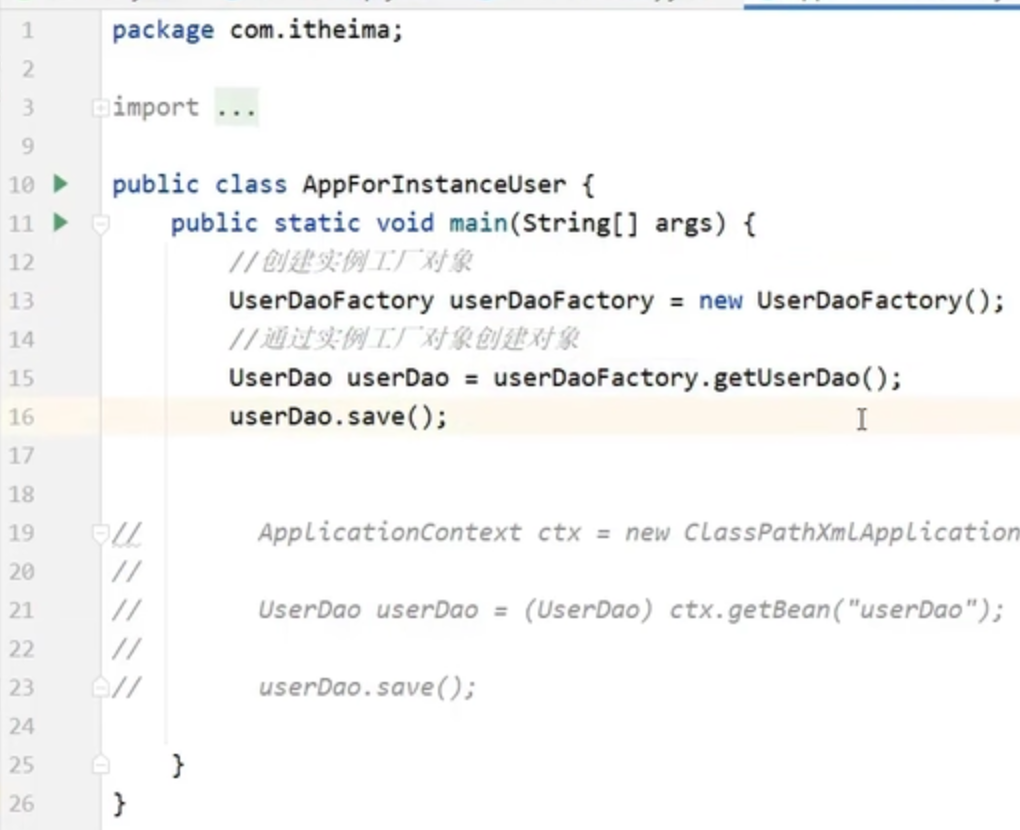 1 package com.itheima;
2
3 import ...
9
10 public class AppForInstanceUser {
11 public static void main(String[] args) {
12 //创建实例工厂对象
13 UserDaoFactory userDaoFactory = new UserDaoFactory();
14 //通过实例工厂对象创建对象
15 UserDao userDao = userDaoFactory.getUserDao();
16 userDao.save();
17
18
19 // ApplicationContext ctx = new ClassPathXmlApplication
20 //
21 // UserDao userDao = (UserDao) ctx.getBean("userDao");
22 //
23 // userDao.save();
24
25 }
26 }